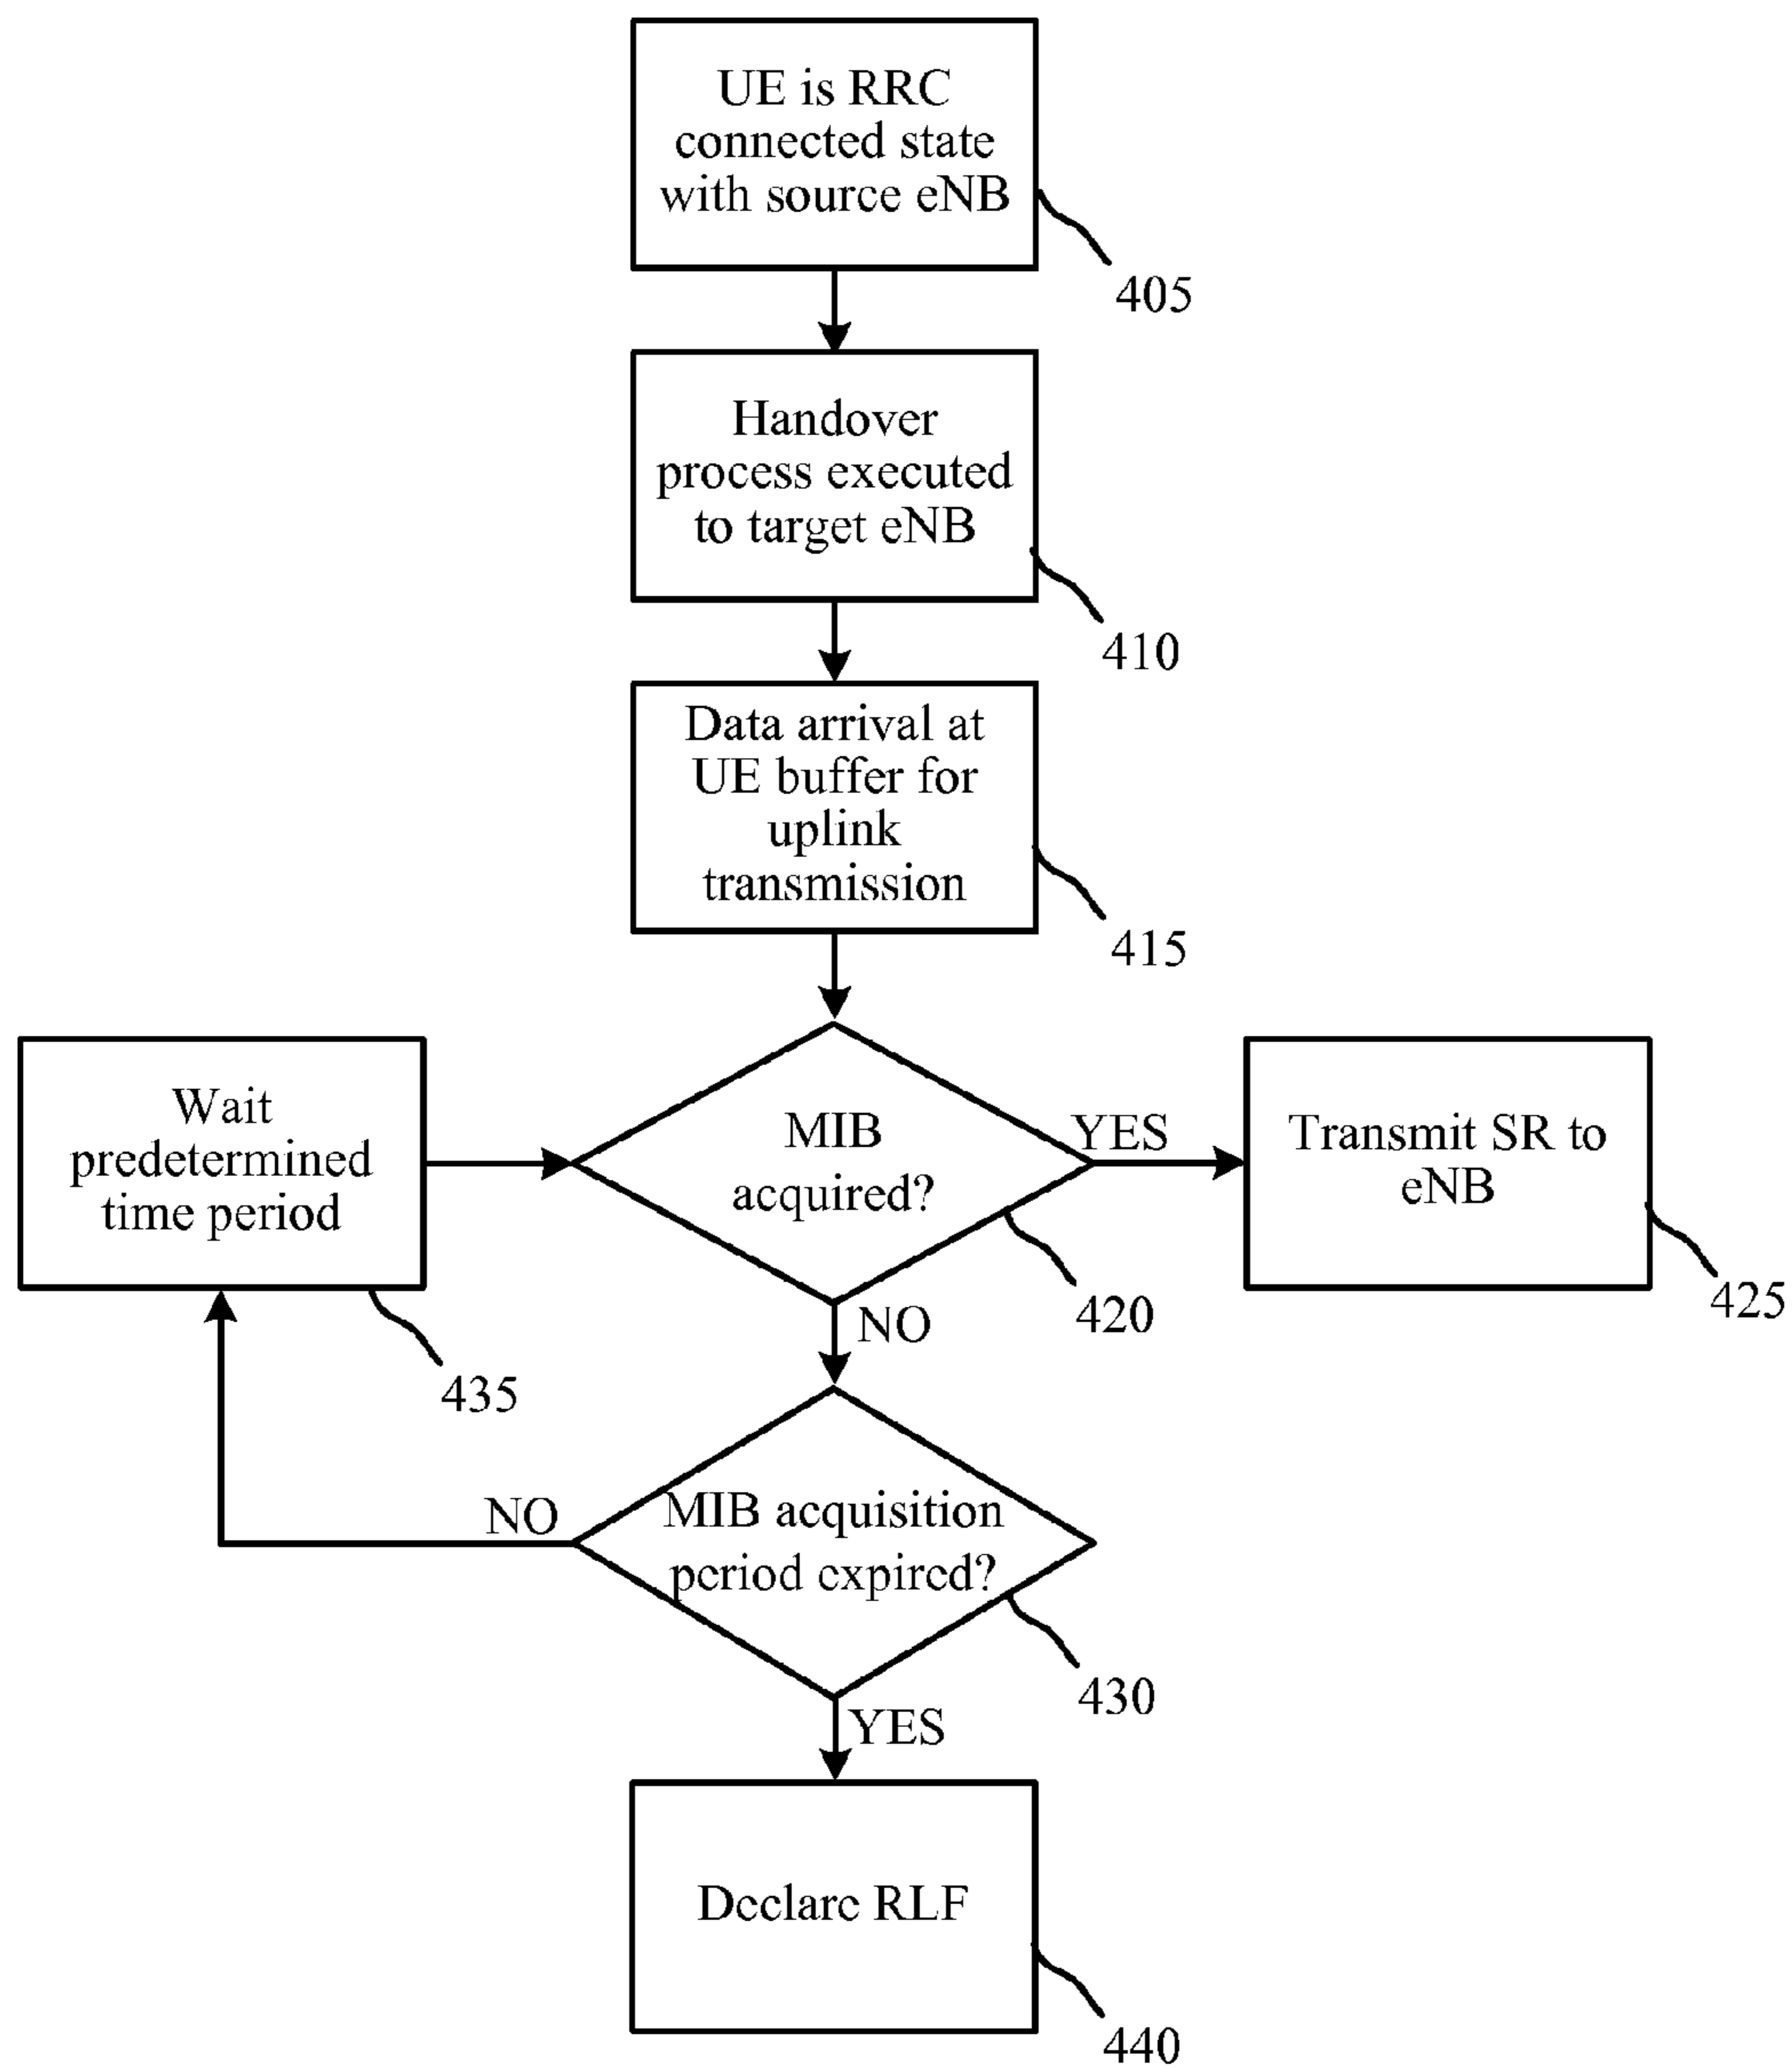 UE is RRC
connected state
with source eNB
405
Handover
process executed
to target eNB
410
Data arrival at
UE buffer for
uplink
transmission
415
Wait
predetermined
time period
435
MIB
acquired?
420
YES
Transmit SR to
eNB
425
NO
MIB acquisition
period expired?
430
NO
YES
Declare RLF
440